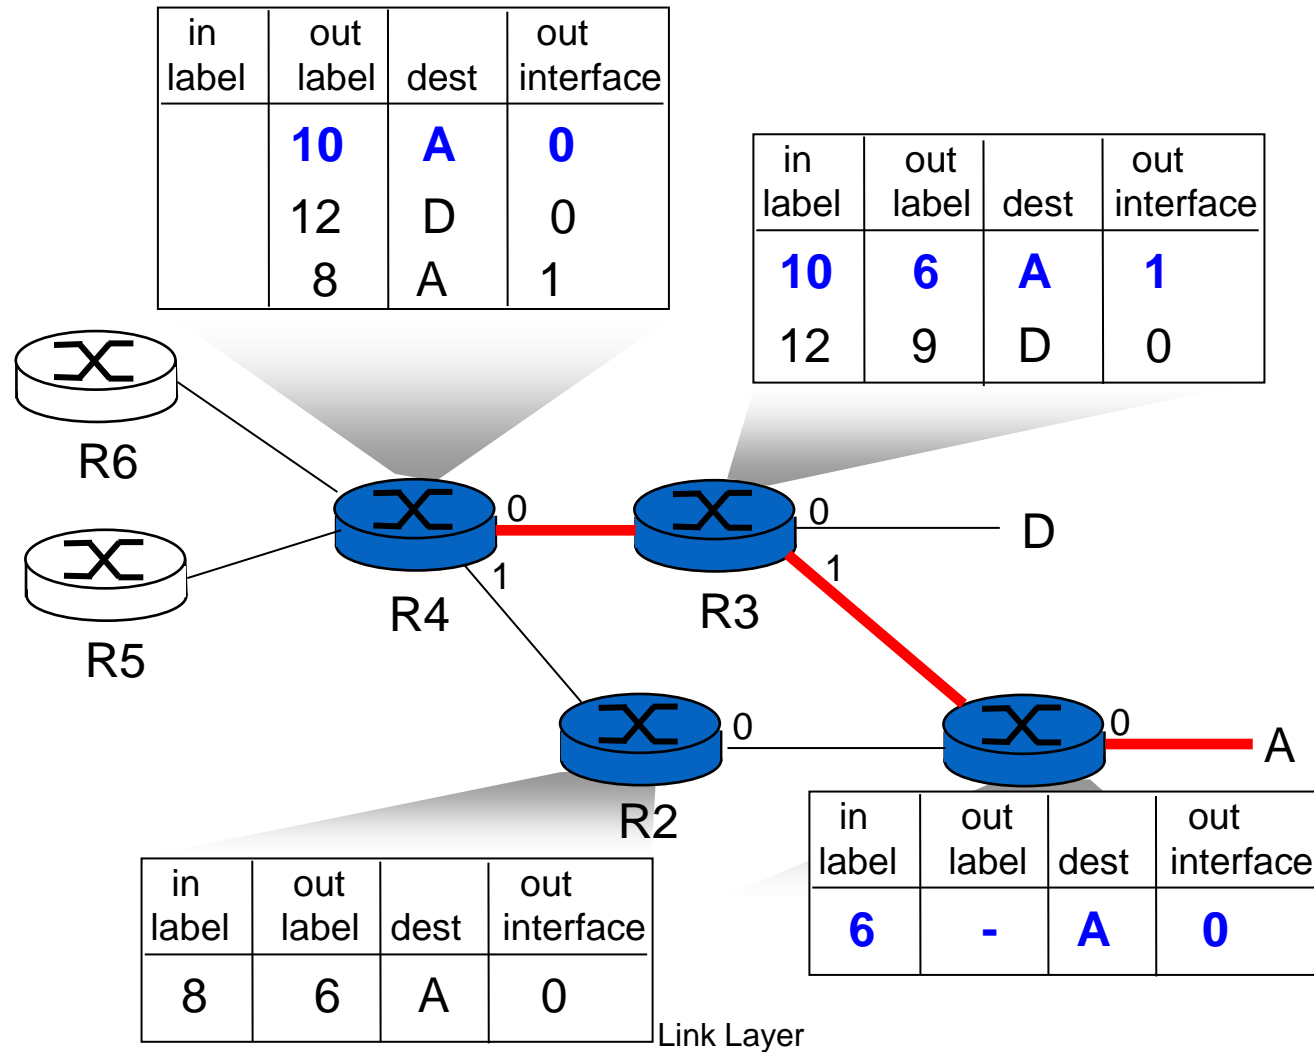 in out out
label label dest interface
10 A 0
12 D 0
8 A 1
in out out
label label dest interface
10 6 A 1
12 9 D 0
R6
R5
0
1
R4
0
1
R3
D
0
R2
0
A
in out out
label label dest interface
8 6 A 0
in out out
label label dest interface
6 - A 0
Link Layer